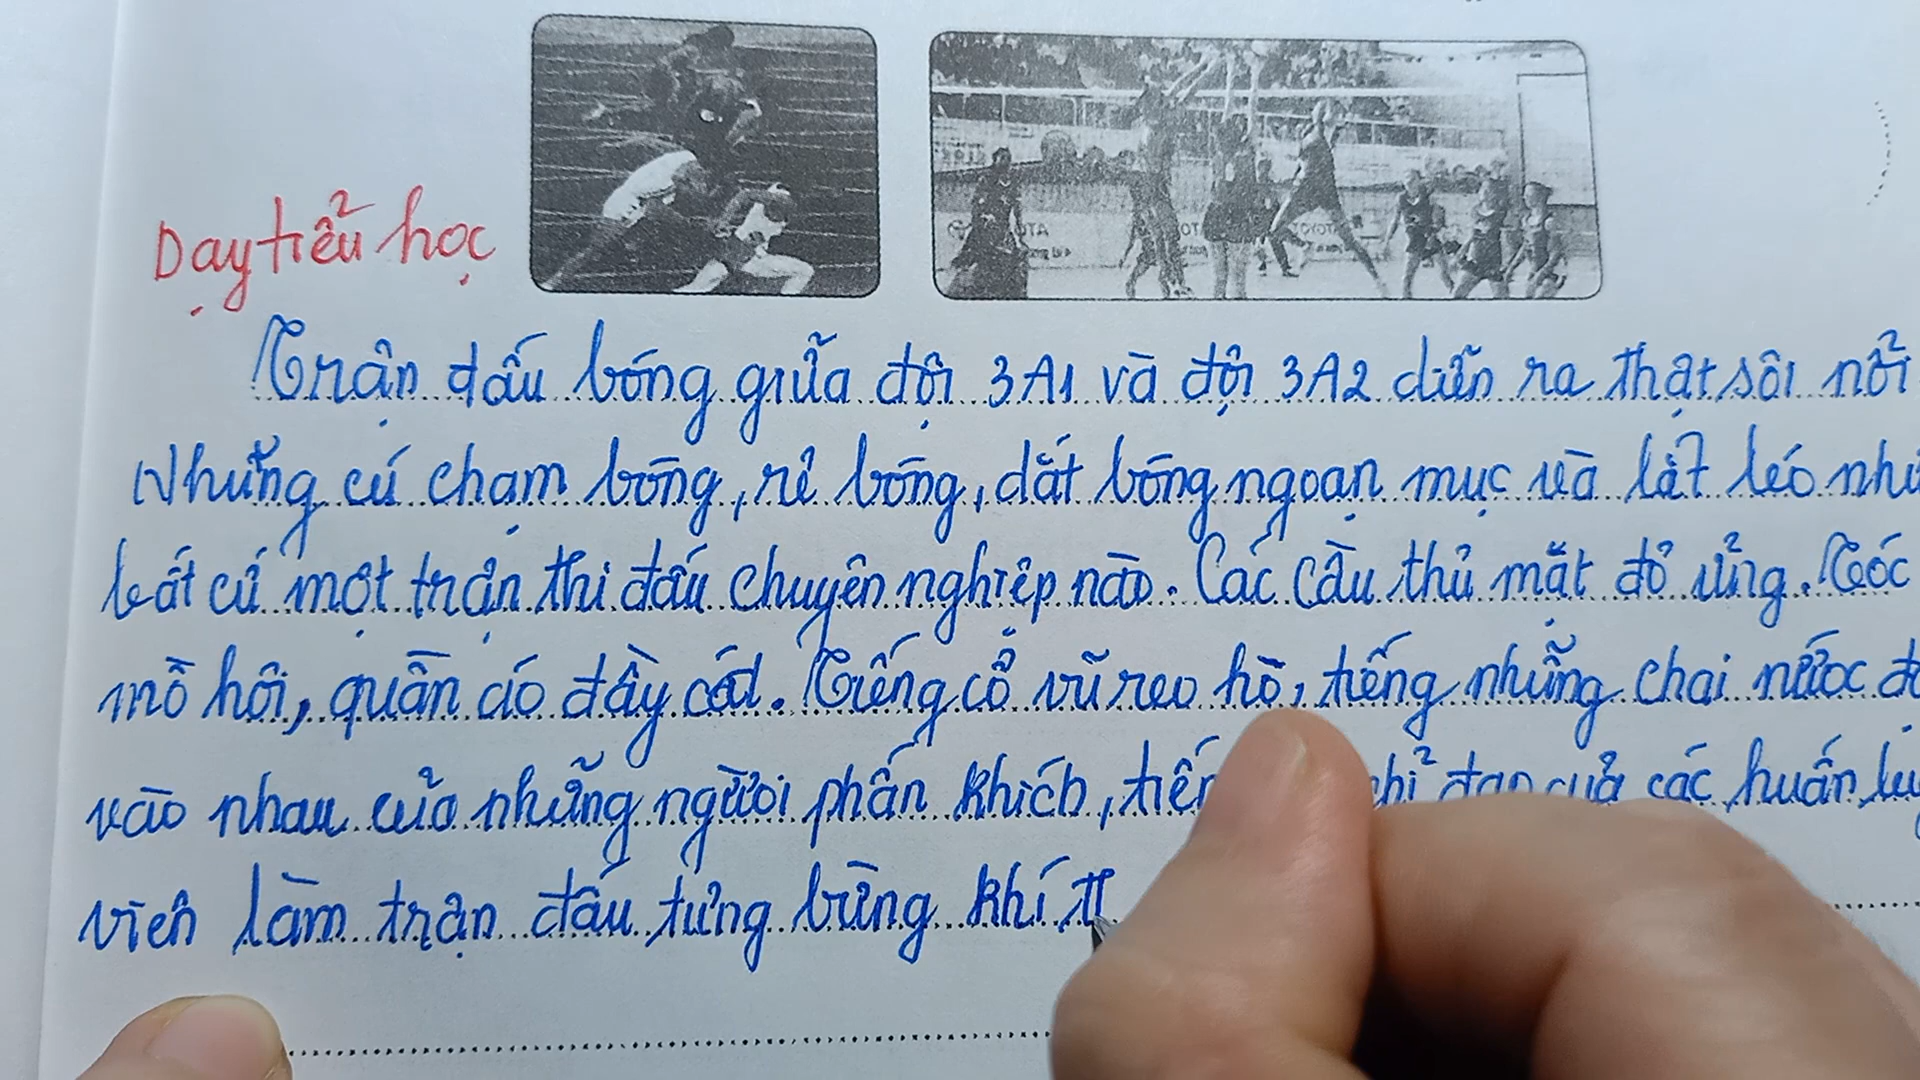 Dạy tiểu học
Trận đấu bóng giữa đội 3A1 và đội 3A2 diễn ra thật sôi nổi
Những cú chạm bóng, rê bóng, dắt bóng ngoạn mục và lắt léo như
bất cứ một trận thi đấu chuyên nghiệp nào. Các cầu thủ mặt đỏ ửng. Tóc
mồ hôi, quần áo đầy cát. Tiếng cổ vũ reo hò, tiếng những chai nước
vào nhau của những người phấn khích, chỉ đạo của các huấn
viên làm trận đấu tưng bừng khí